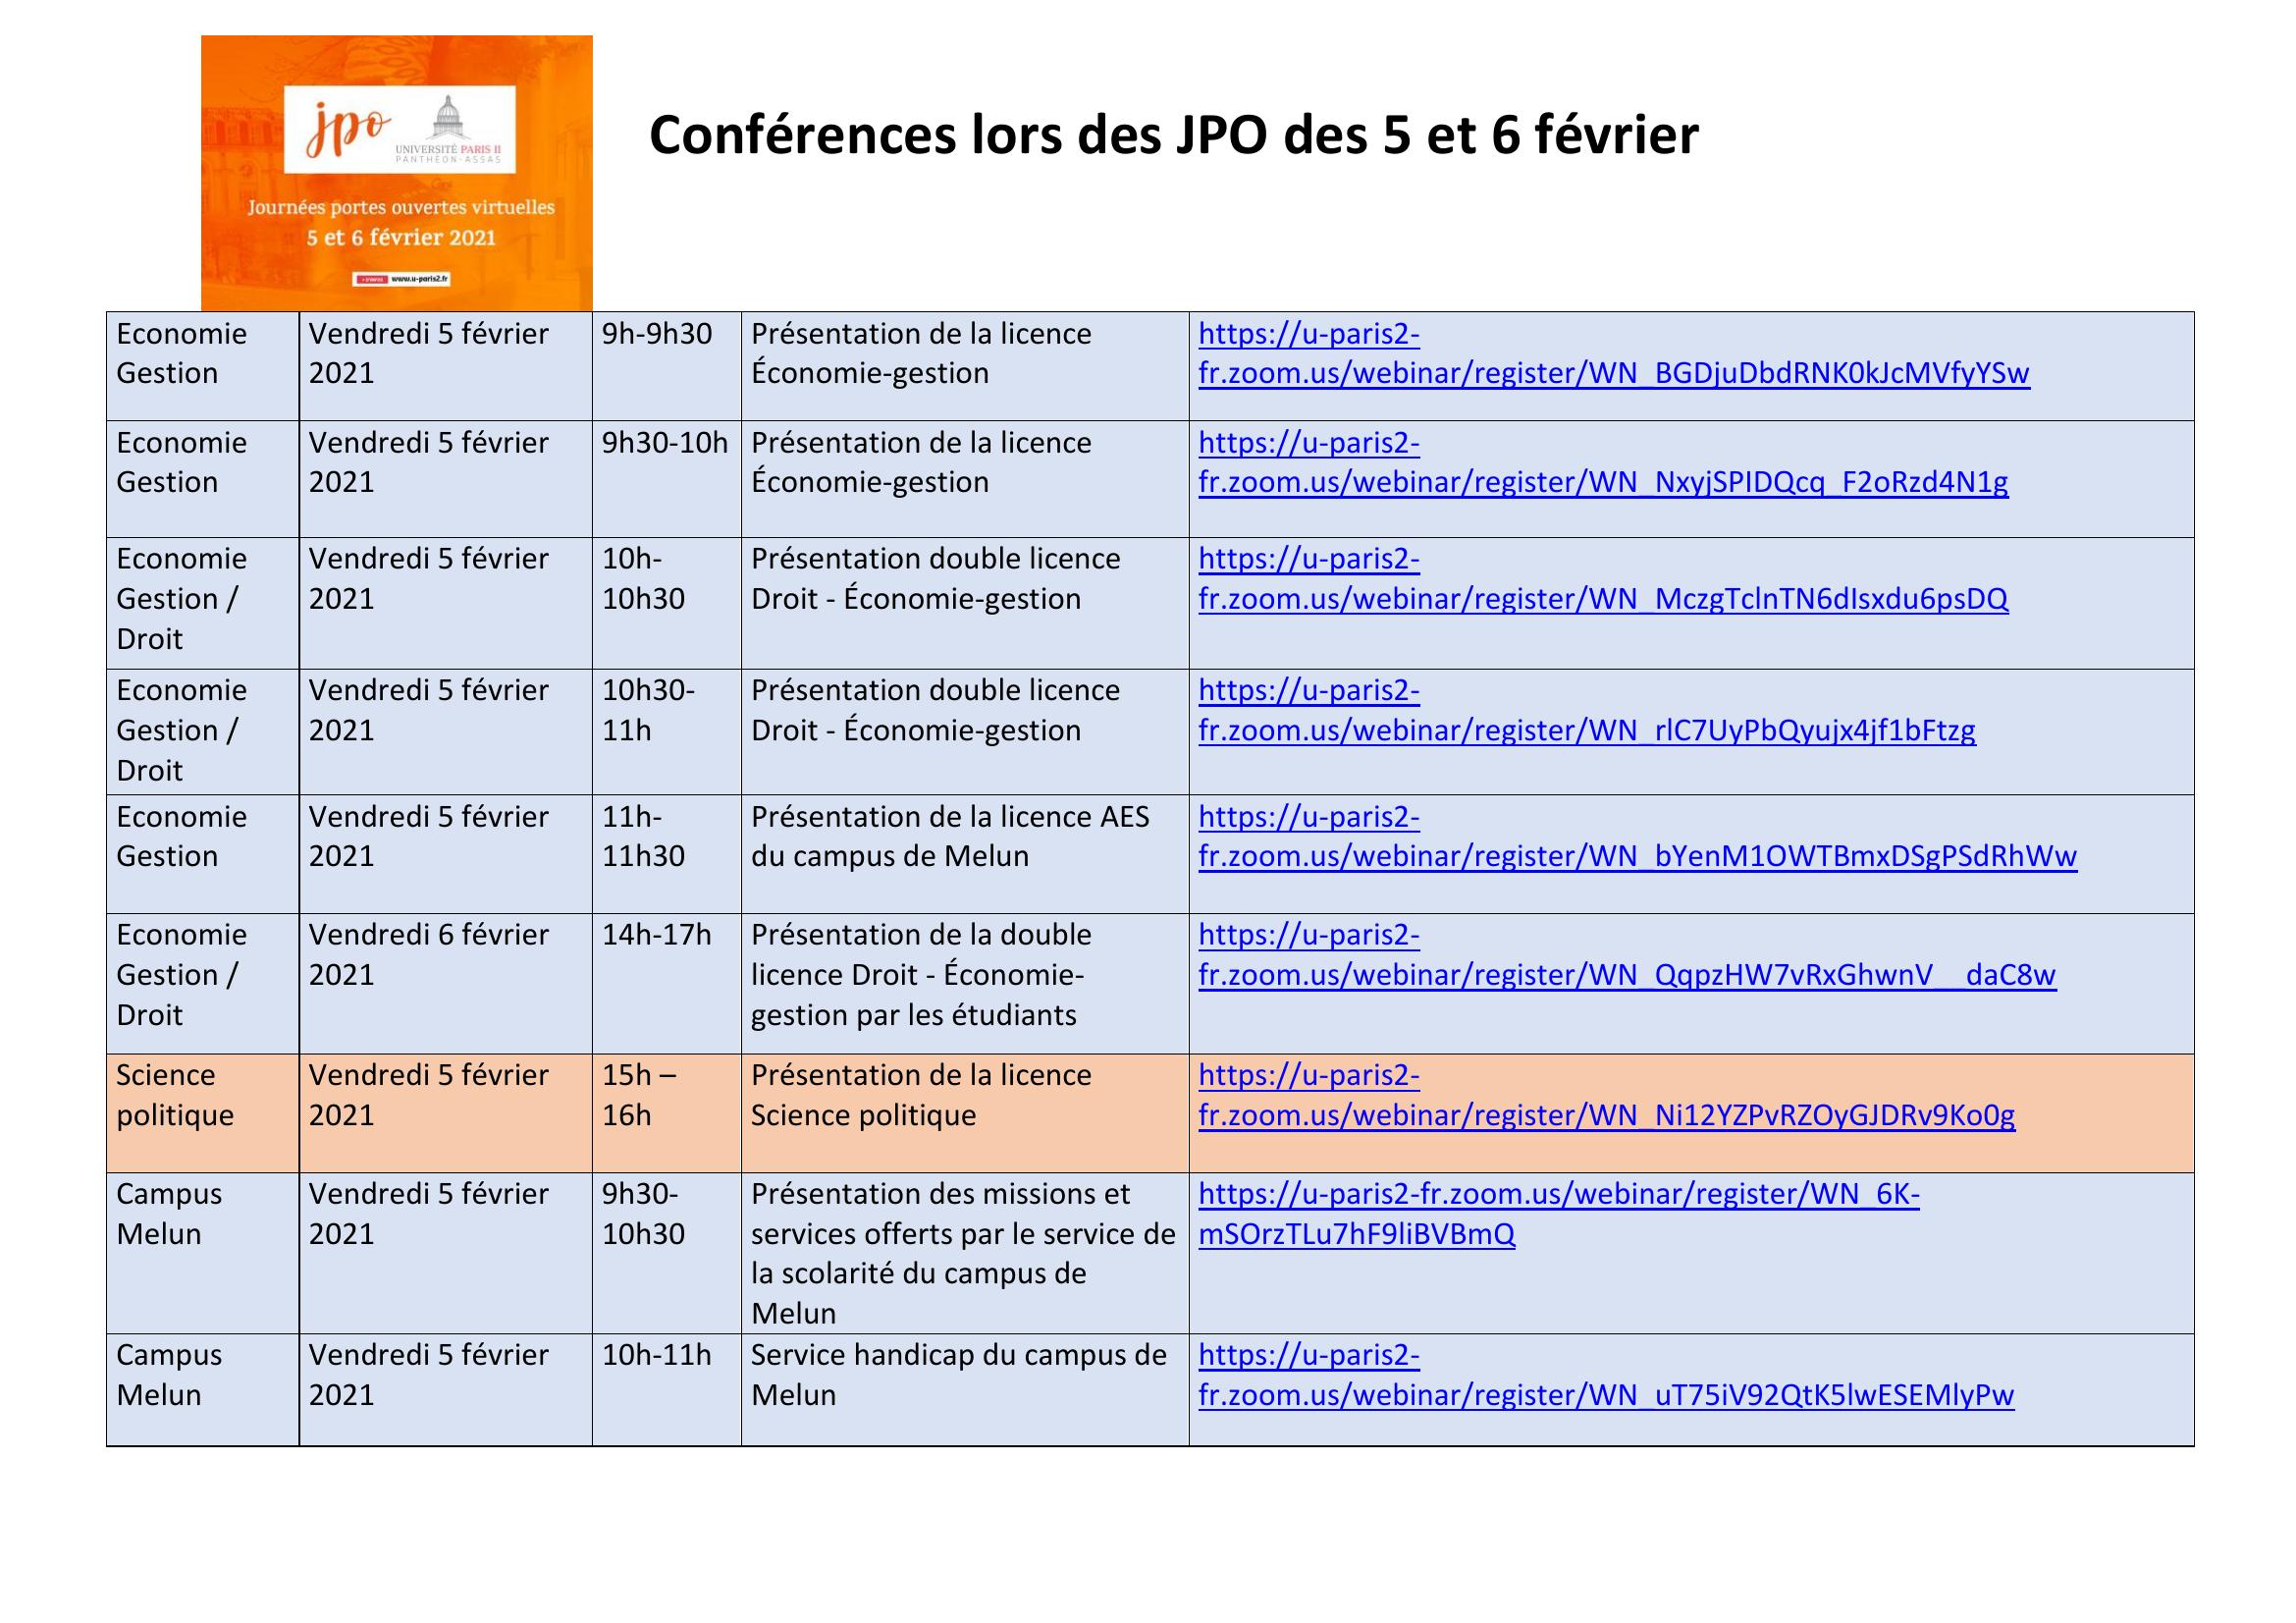 jpo
UNIVERSITÉ PARIS II
PANTHÉON-ASSAS
Journées portes ouvertes virtuelles
5 et 6 février 2021
www.u-paris2.fr
Conférences lors des JPO des 5 et 6 février
Economie
Gestion
Vendredi 5 février
2021
9h-9h30
Présentation de la licence
Économie-gestion
https://u-paris2-
fr.zoom.us/webinar/register/WN_BGDjuDbdRNK0kJcMVfyYSw
Economie
Gestion
Vendredi 5 février
2021
9h30-10h
Présentation de la licence
Économie-gestion
https://u-paris2-
fr.zoom.us/webinar/register/WN_NxyjSPIDQcq_F2oRzd4N1g
Economie
Gestion /
Droit
Vendredi 5 février
2021
10h-
10h30
Présentation double licence
Droit - Économie-gestion
https://u-paris2-
fr.zoom.us/webinar/register/WN_MczgTclnTN6dIsxdu6psDQ
Economie
Gestion /
Droit
Vendredi 5 février
2021
10h30-
11h
Présentation double licence
Droit - Économie-gestion
https://u-paris2-
fr.zoom.us/webinar/register/WN_rlC7UyPbQyujx4jf1bFtzg
Economie
Gestion
Vendredi 5 février
2021
11h-
11h30
Présentation de la licence AES
du campus de Melun
https://u-paris2-
fr.zoom.us/webinar/register/WN_bYenM1OWTBmxDSgPSdRhWw
Economie
Gestion /
Droit
Vendredi 6 février
2021
14h-17h
Présentation de la double
licence Droit - Économie-
gestion par les étudiants
https://u-paris2-
fr.zoom.us/webinar/register/WN_QqpzHW7vRxGhwnV__daC8w
Science
politique
Vendredi 5 février
2021
15h –
16h
Présentation de la licence
Science politique
https://u-paris2-
fr.zoom.us/webinar/register/WN_Ni12YZPvRZOyGJDRv9Ko0g
Campus
Melun
Vendredi 5 février
2021
9h30-
10h30
Présentation des missions et
services offerts par le service de
la scolarité du campus de
Melun
https://u-paris2-fr.zoom.us/webinar/register/WN_6K-
mSOrzTLu7hF9liBVBmQ
Campus
Melun
Vendredi 5 février
2021
10h-11h
Service handicap du campus de
Melun
https://u-paris2-
fr.zoom.us/webinar/register/WN_uT75iV92QtK5lwESEMlyPw